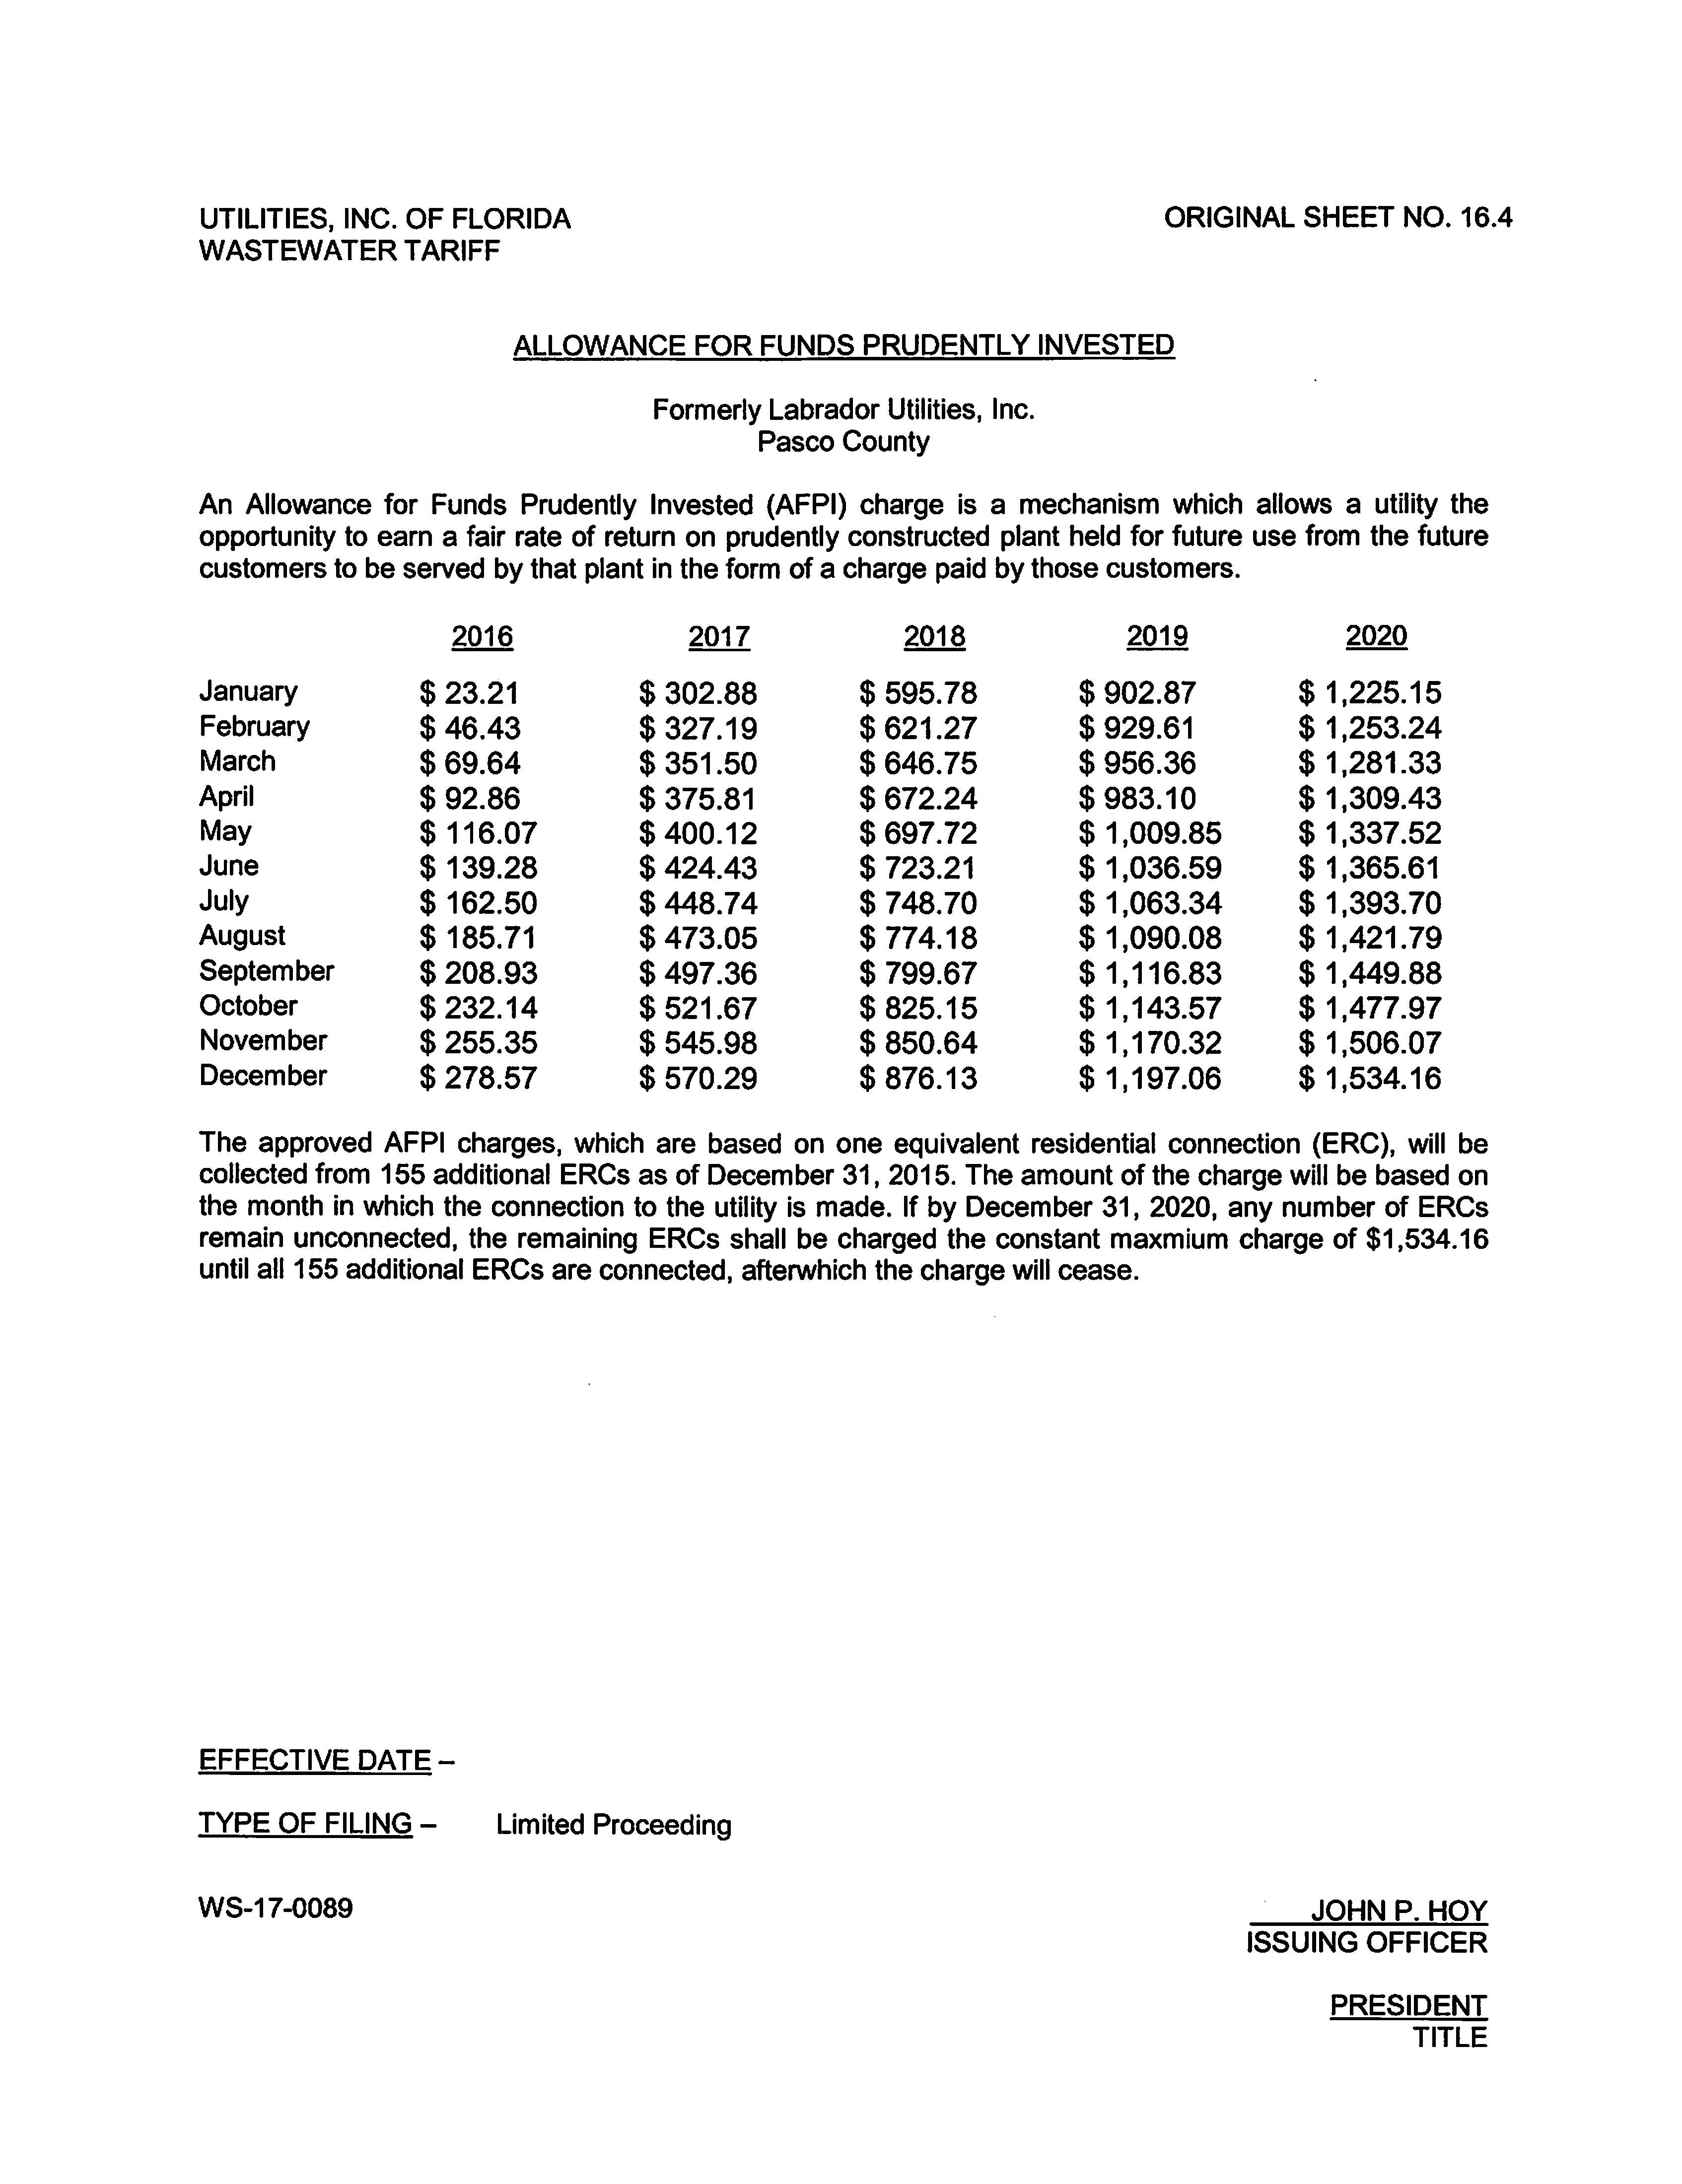 UTILITIES, INC. OF FLORIDA ORIGINAL SHEET NO. 16.4
WASTEWATER TARIFF
ALLOWANCE FOR FUNDS PRUDENTLY INVESTED
Formerly Labrador Utilities, Inc.
Pasco County
An Allowance for Funds Prudently Invested (AFPI) charge is a mechanism which allows a utility the
opportunity to earn a fair rate of return on prudently constructed plant held for future use from the future
customers to be served by that plant in the form of a charge paid by those customers.
2016 2017 2018 2019 2020
January $ 23.21 $ 302.88 $ 595.78 $ 902.87 $ 1,225.15
February $ 46.43 $ 327.19 $ 621.27 $ 929.61 $ 1,253.24
March $ 69.64 $ 351.50 $ 646.75 $ 956.36 $ 1,281.33
April $ 92.86 $ 375.81 $ 672.24 $ 983.10 $ 1,309.43
May $ 116.07 $ 400.12 $ 697.72 $ 1,009.85 $ 1,337.52
June $ 139.28 $ 424.43 $ 723.21 $ 1,036.59 $ 1,365.61
July $ 162.50 $ 448.74 $ 748.70 $ 1,063.34 $ 1,393.70
August $ 185.71 $ 473.05 $ 774.18 $ 1,090.08 $ 1,421.79
September $ 208.93 $ 497.36 $ 799.67 $ 1,116.83 $ 1,449.88
October $ 232.14 $ 521.67 $ 825.15 $ 1,143.57 $ 1,477.97
November $ 255.35 $ 545.98 $ 850.64 $ 1,170.32 $ 1,506.07
December $ 278.57 $ 570.29 $ 876.13 $ 1,197.06 $ 1,534.16
The approved AFPI charges, which are based on one equivalent residential connection (ERC), will be
collected from 155 additional ERCs as of December 31, 2015. The amount of the charge will be based on
the month in which the connection to the utility is made. If by December 31, 2020, any number of ERCs
remain unconnected, the remaining ERCs shall be charged the constant maxmium charge of $1,534.16
until all 155 additional ERCs are connected, afterwhich the charge will cease.
EFFECTIVE DATE –
TYPE OF FILING – Limited Proceeding
WS-17-0089
JOHN P. HOY
ISSUING OFFICER
PRESIDENT
TITLE